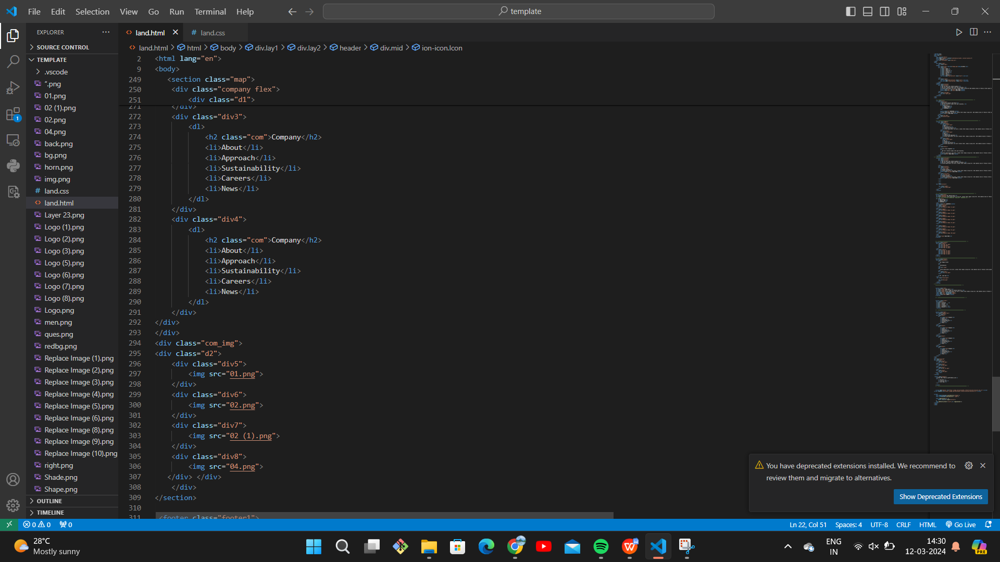 File Edit Selection View Go Run Terminal Help
template
EXPLORER
SOURCE CONTROL
TEMPLATE
.vscode
“.png
01.png
02 (1).png
02.png
04.png
back.png
bg.png
horn.png
img.png
land.css
land.html
Layer 23.png
Logo (1).png
Logo (2).png
Logo (3).png
Logo (5).png
Logo (6).png
Logo (7).png
Logo (8).png
Logo.png
men.png
ques.png
redbg.png
Replace Image (1).png
Replace Image (2).png
Replace Image (3).png
Replace Image (4).png
Replace Image (5).png
Replace Image (6).png
Replace Image (8).png
Replace Image (9).png
Replace Image (10).png
right.png
Shade.png
Shape.png
OUTLINE
TIMELINE
1
land.html
# land.css
land.html > html > body > div.lay1 > div.lay2 > header > div.mid > ion-icon.Icon
2 <html lang="en">
9 <body>
249 <section class="map">
250 <div class="company flex">
251 <div class="d1">
271 </div>
272 <div class="div3">
273 <dl>
274 <h2 class="com">Company</h2>
275 <li>About</li>
276 <li>Approach</li>
277 <li>Sustainability</li>
278 <li>Careers</li>
279 <li>News</li>
280 </dl>
281 </div>
282 <div class="div4">
283 <dl>
284 <h2 class="com">Company</h2>
285 <li>About</li>
286 <li>Approach</li>
287 <li>Sustainability</li>
288 <li>Careers</li>
289 <li>News</li>
290 </dl>
291 </div>
292 </div>
293 </div>
294 <div class="com_img">
295 <div class="d2">
296 <div class="div5">
297 <img src="01.png">
298 </div>
299 <div class="div6">
300 <img src="02.png">
301 </div>
302 <div class="div7">
303 <img src="02 (1).png">
304 </div>
305 <div class="div8">
306 <img src="04.png">
307 </div> </div>
308 </div>
309 </section>
310
311 <footer class="footer1">
You have deprecated extensions installed. We recommend to
review them and migrate to alternatives.
Show Deprecated Extensions
0 0 0
Ln 22, Col 51 Spaces: 4 UTF-8 CRLF HTML Go Live
28°C
Mostly sunny
ENG
IN
14:30
12-03-2024
PRE